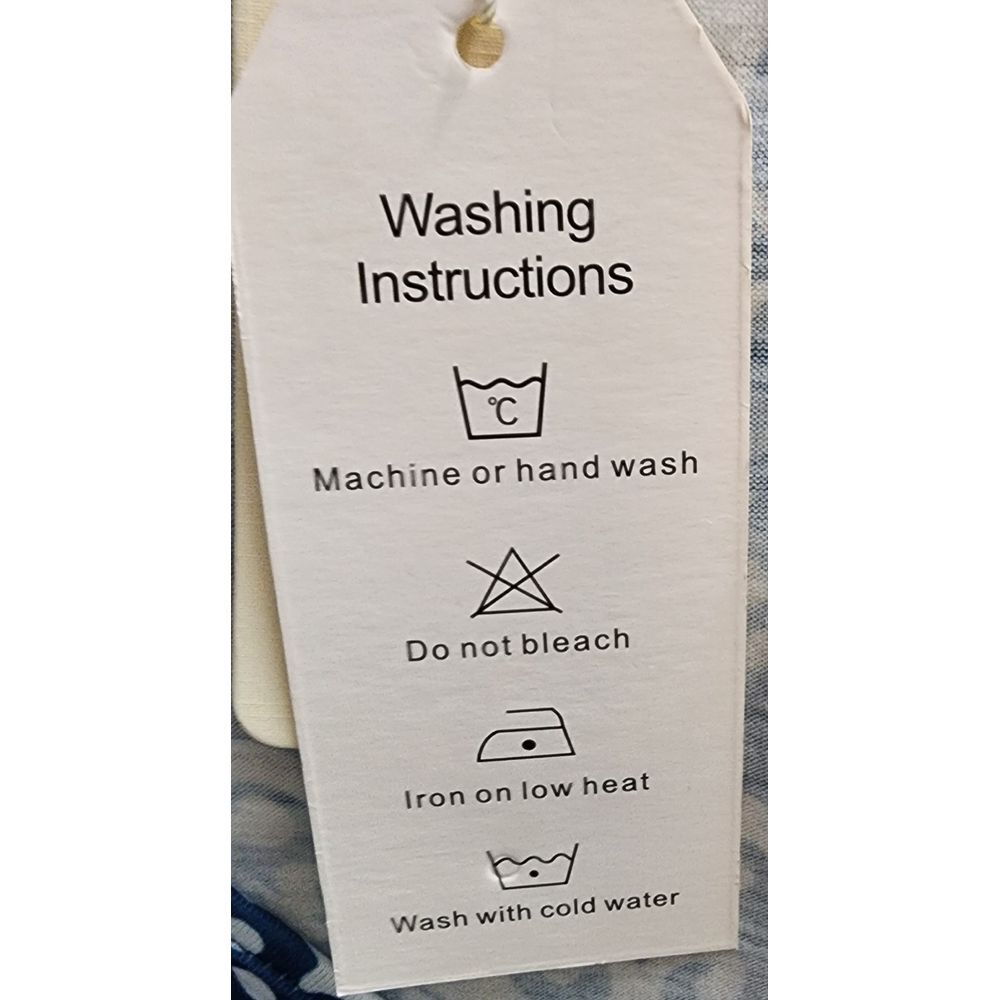 Washing
Instructions
°C
Machine or hand wash
Do not bleach
Iron on low heat
Wash with cold water